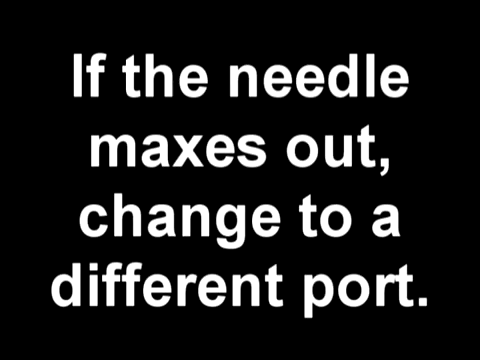 If the needle
maxes out,
change to a
different port.